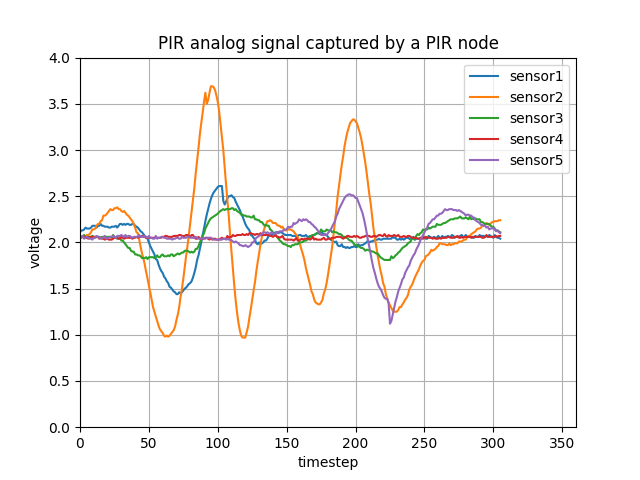 PIR analog signal captured by a PIR node
4.0
3.5
3.0
2.5
2.0
1.5
1.0
0.5
0.0
voltage
sensor1
sensor2
sensor3
sensor4
sensor5
0 50 100 150 200 250 300 350
timestep